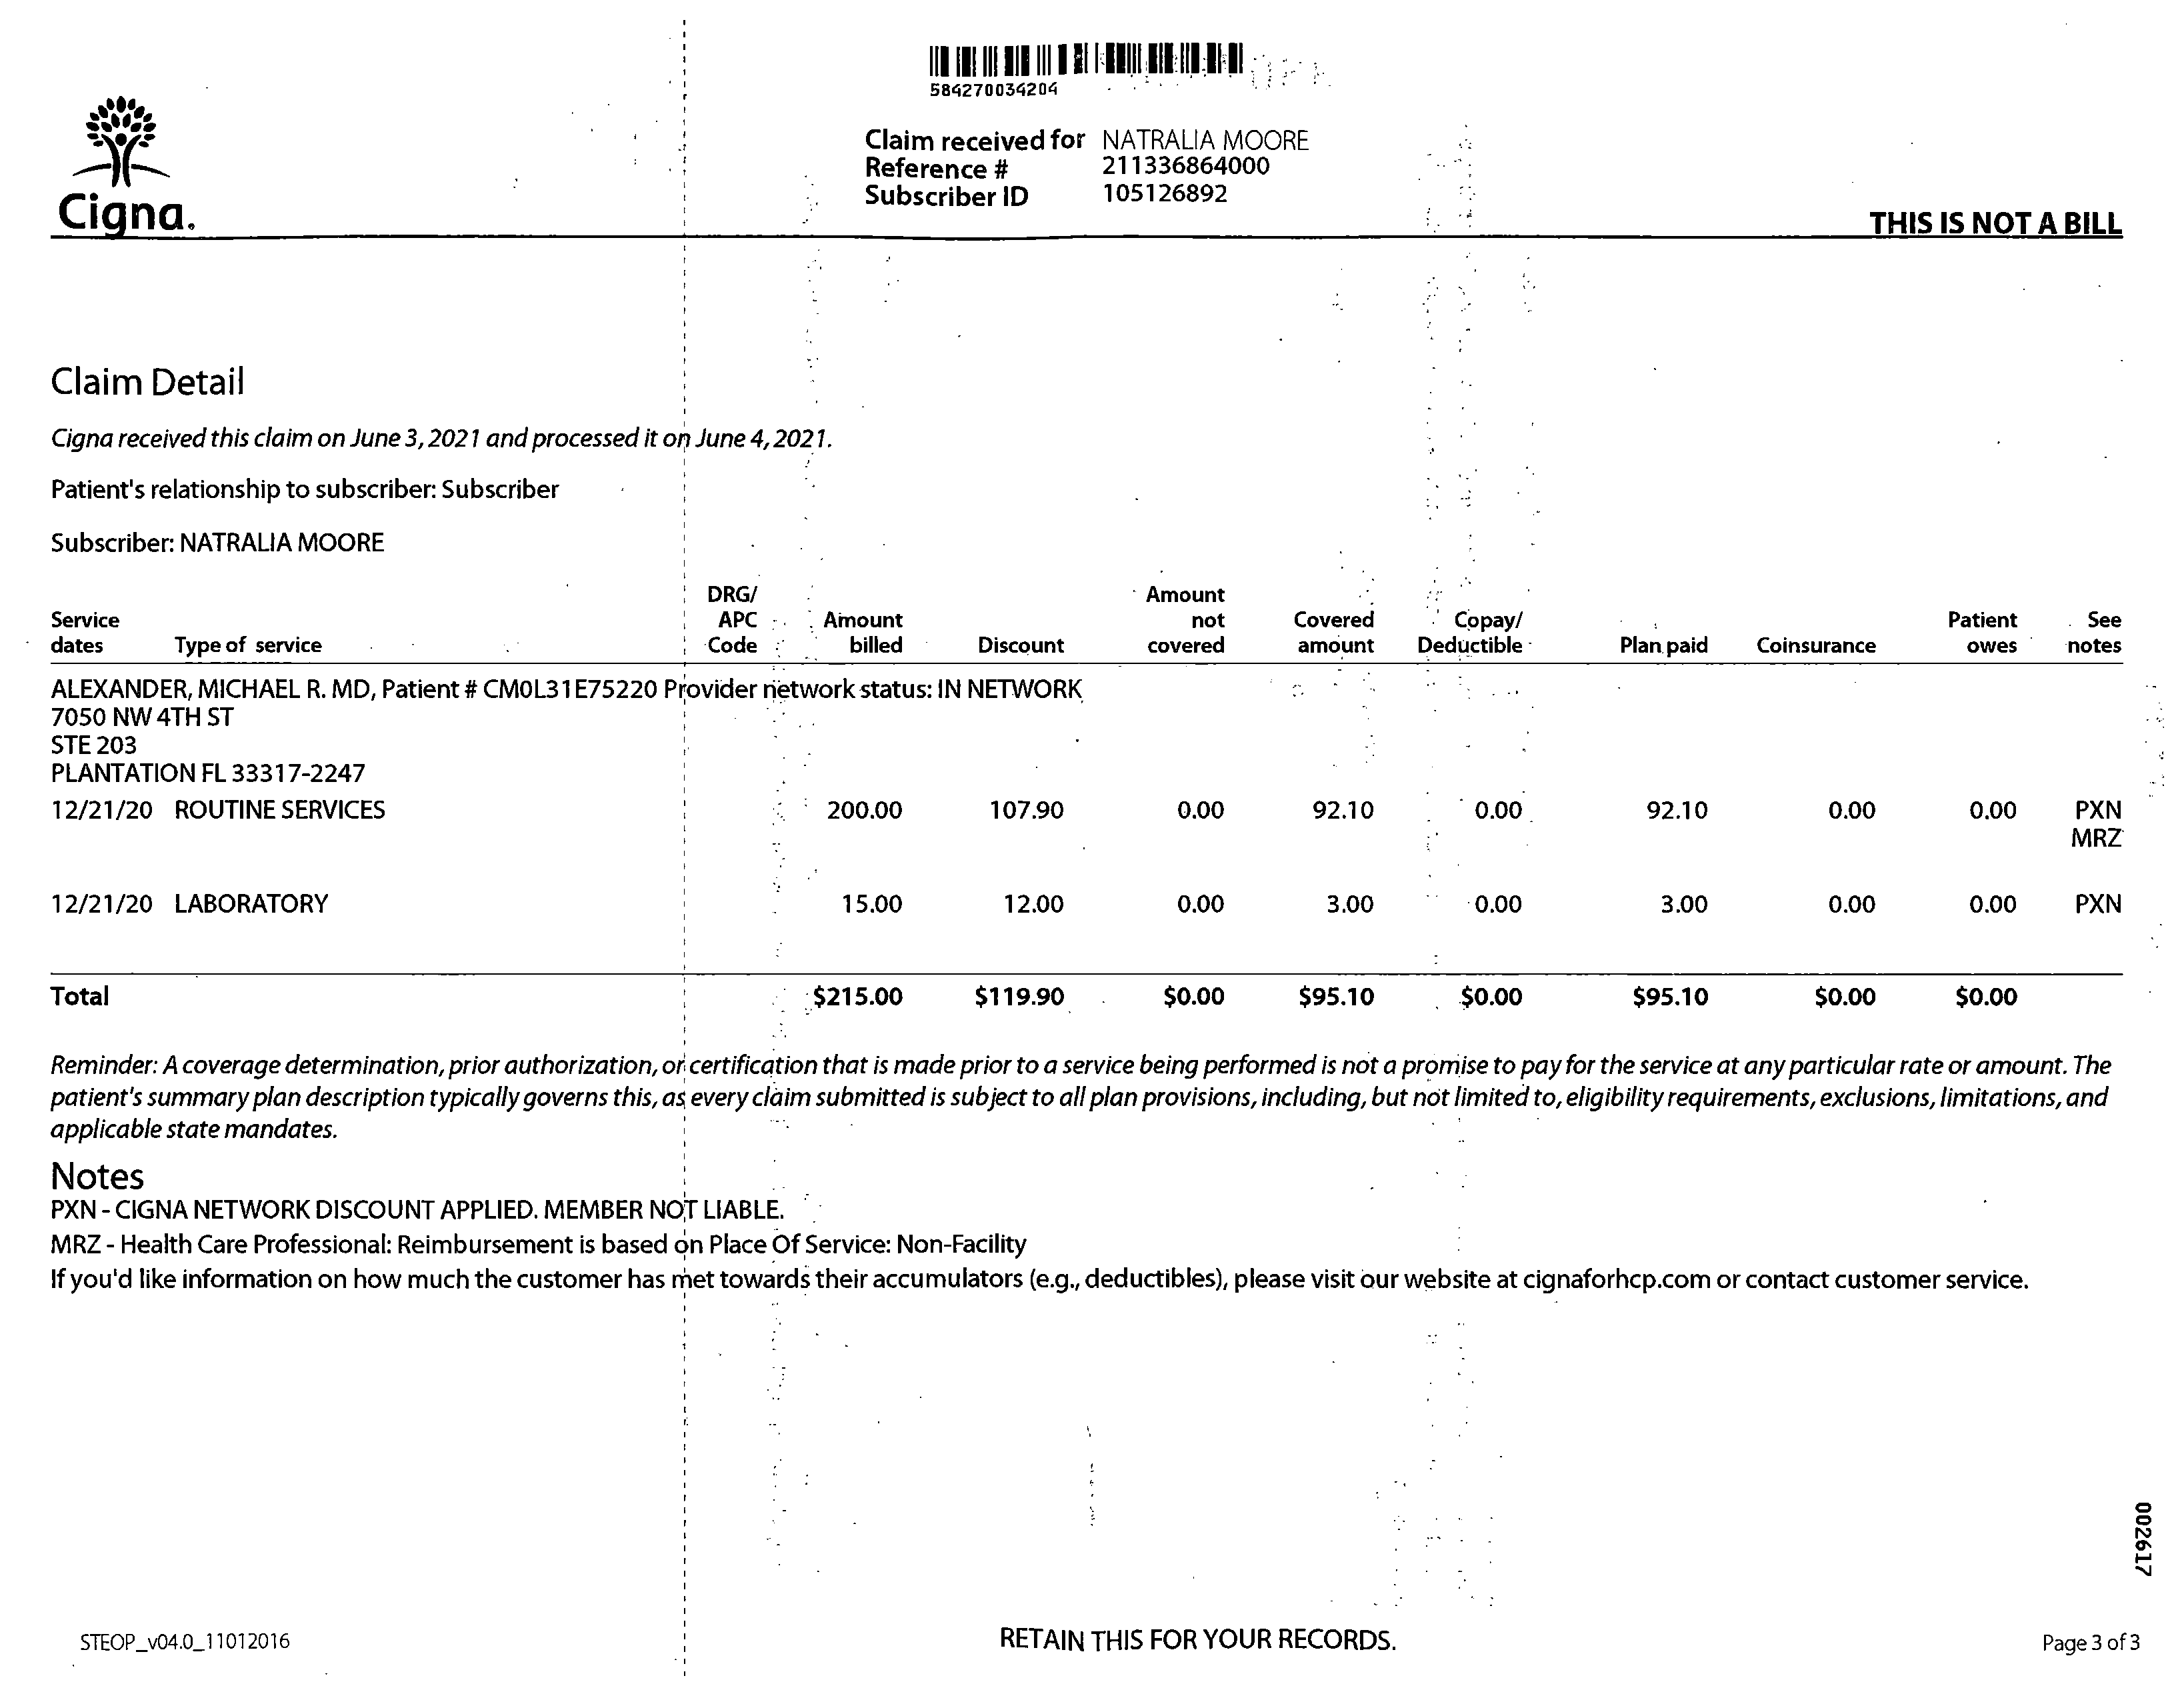 584270034204
Claim received for NATRALIA MOORE
Reference # 211336864000
Subscriber ID 105126892
Cigna.
THIS IS NOT A BILL
Claim Detail
Cigna received this claim on June 3, 2021 and processed it on June 4, 2021.
Patient's relationship to subscriber: Subscriber
Subscriber: NATRALIA MOORE
DRG/ Amount
Service APC Amount not Covered Copay/ Patient See
dates Type of service Code billed Discount covered amount Deductible Plan paid Coinsurance owes notes
ALEXANDER, MICHAEL R. MD, Patient # CM0L31E75220 Provider network status: IN NETWORK
7050 NW 4TH ST
STE 203
PLANTATION FL 33317-2247
12/21/20 ROUTINE SERVICES 200.00 107.90 0.00 92.10 0.00 92.10 0.00 0.00 PXN
MRZ
12/21/20 LABORATORY 15.00 12.00 0.00 3.00 0.00 3.00 0.00 0.00 PXN
Total $215.00 $119.90 $0.00 $95.10 $0.00 $95.10 $0.00 $0.00
Reminder: A coverage determination, prior authorization, or certification that is made prior to a service being performed is not a promise to pay for the service at any particular rate or amount. The
patient's summary plan description typically governs this, as every claim submitted is subject to all plan provisions, including, but not limited to, eligibility requirements, exclusions, limitations, and
applicable state mandates.
Notes
PXN - CIGNA NETWORK DISCOUNT APPLIED. MEMBER NOT LIABLE.
MRZ - Health Care Professional: Reimbursement is based on Place Of Service: Non-Facility
If you'd like information on how much the customer has met towards their accumulators (e.g., deductibles), please visit our website at cignaforhcp.com or contact customer service.
002617
STEOP_v04.0_11012016
RETAIN THIS FOR YOUR RECORDS.
Page 3 of 3